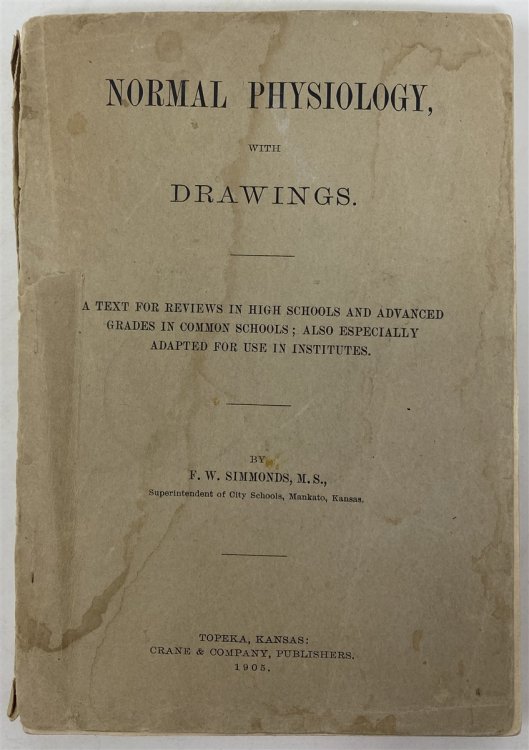 NORMAL PHYSIOLOGY,
WITH
DRAWINGS.
A TEXT FOR REVIEWS IN HIGH SCHOOLS AND ADVANCED
GRADES IN COMMON SCHOOLS; ALSO ESPECIALLY
ADAPTED FOR USE IN INSTITUTES.
BY
F. W. SIMMONDS, M. S.,
Superintendent of City Schools, Mankato, Kansas.
TOPEKA, KANSAS:
CRANE & COMPANY, PUBLISHERS.
1905.